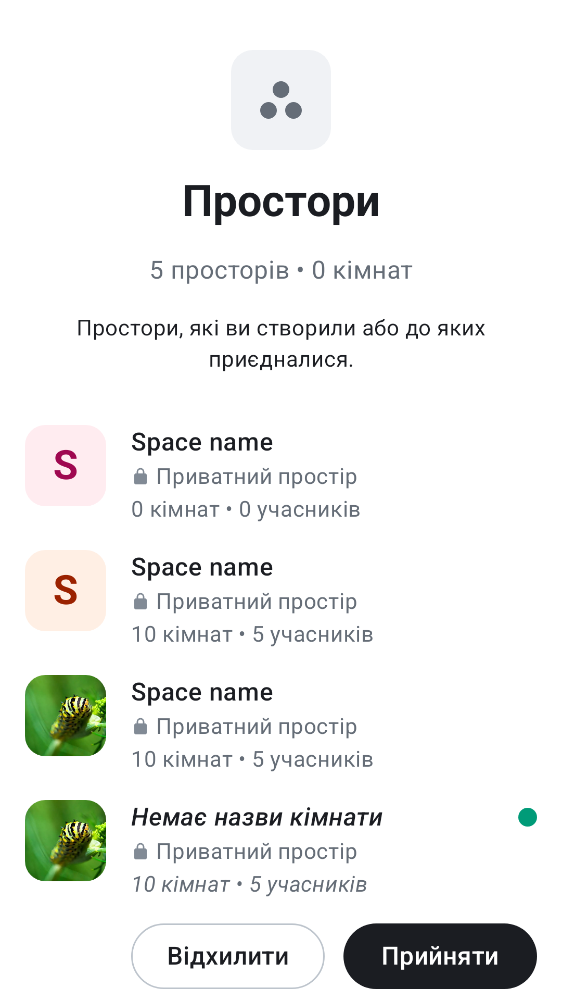 Простори
5 просторів • 0 кімнат
Простори, які ви створили або до яких
приєдналися.
S
Space name
Приватний простір
0 кімнат • 0 учасників
S
Space name
Приватний простір
10 кімнат • 5 учасників
Space name
Приватний простір
10 кімнат • 5 учасників
Немає назви кімнати
Приватний простір
10 кімнат • 5 учасників
Відхилити
Прийняти